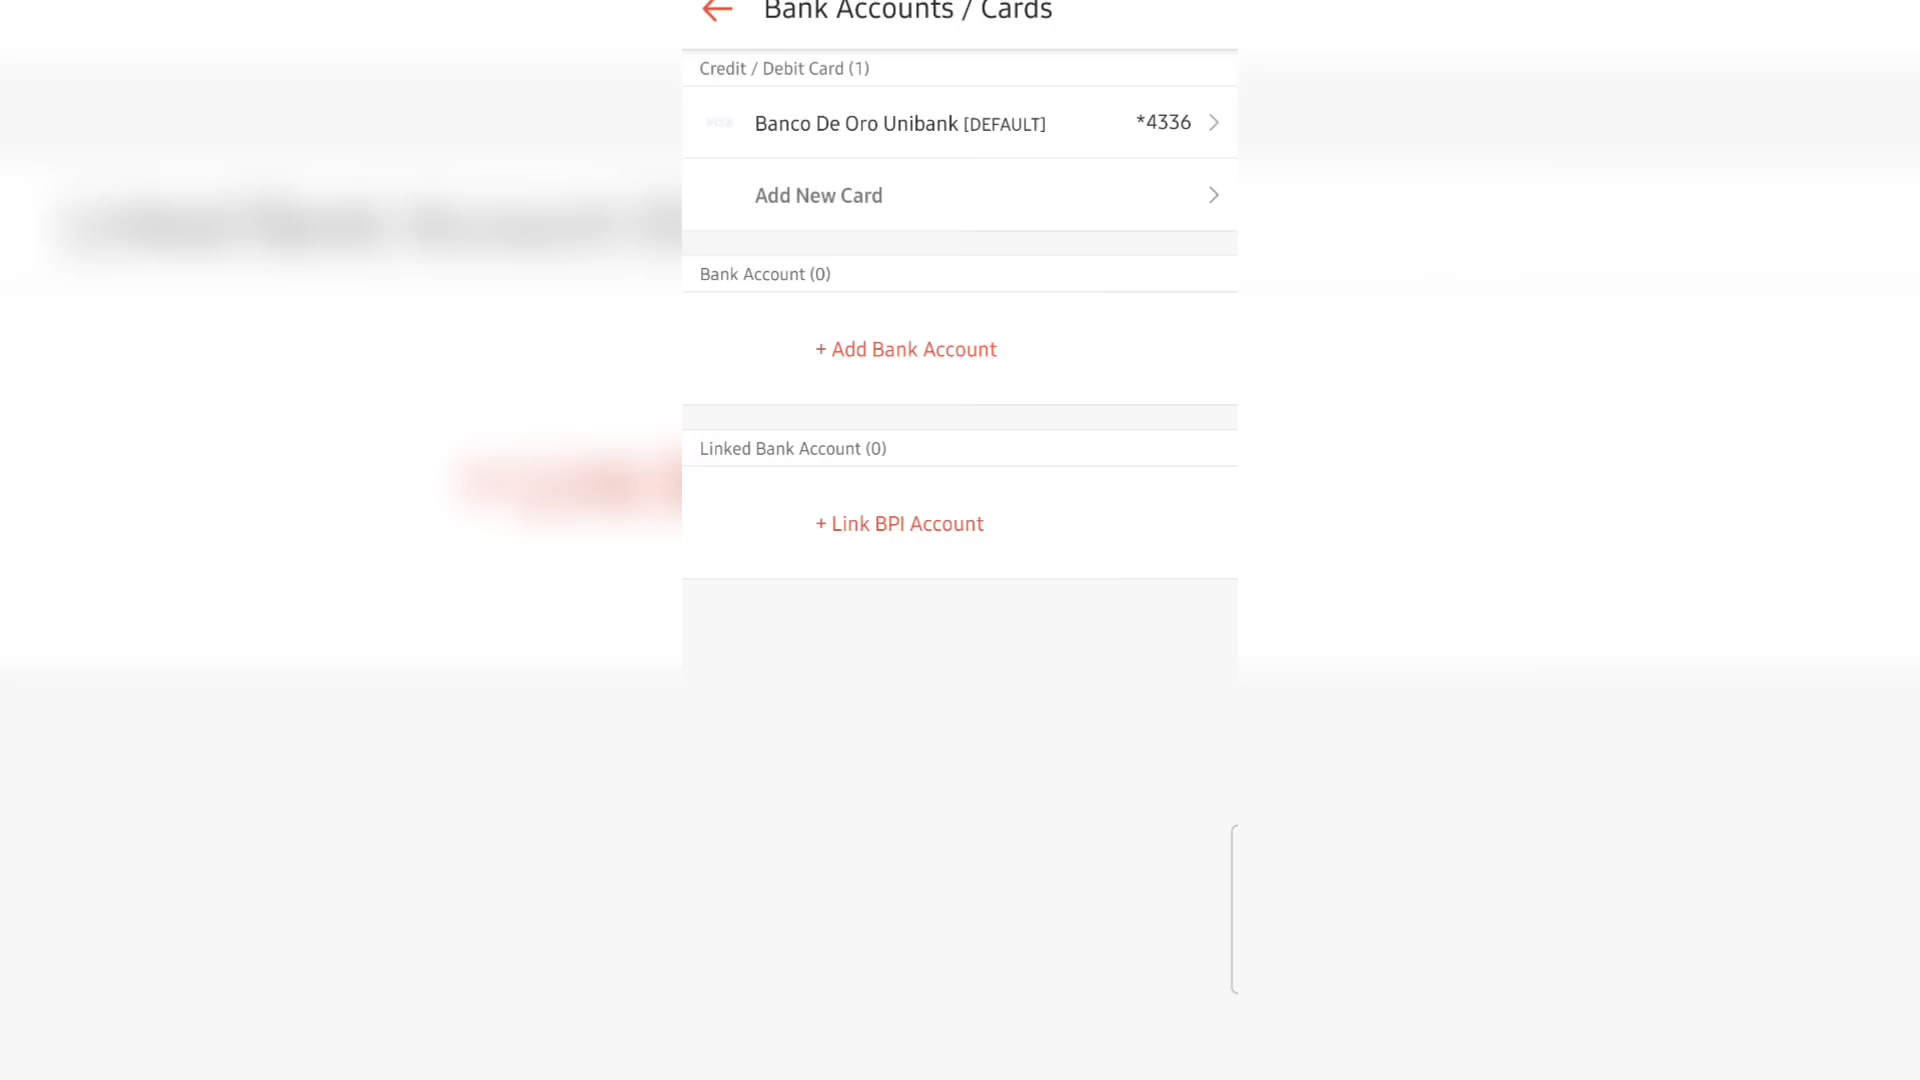 Bank Accounts / Cards
Credit / Debit Card (1)
VISA Banco De Oro Unibank [DEFAULT] *4336
Add New Card
Bank Account (0)
+ Add Bank Account
Linked Bank Account (0)
+ Link BPI Account